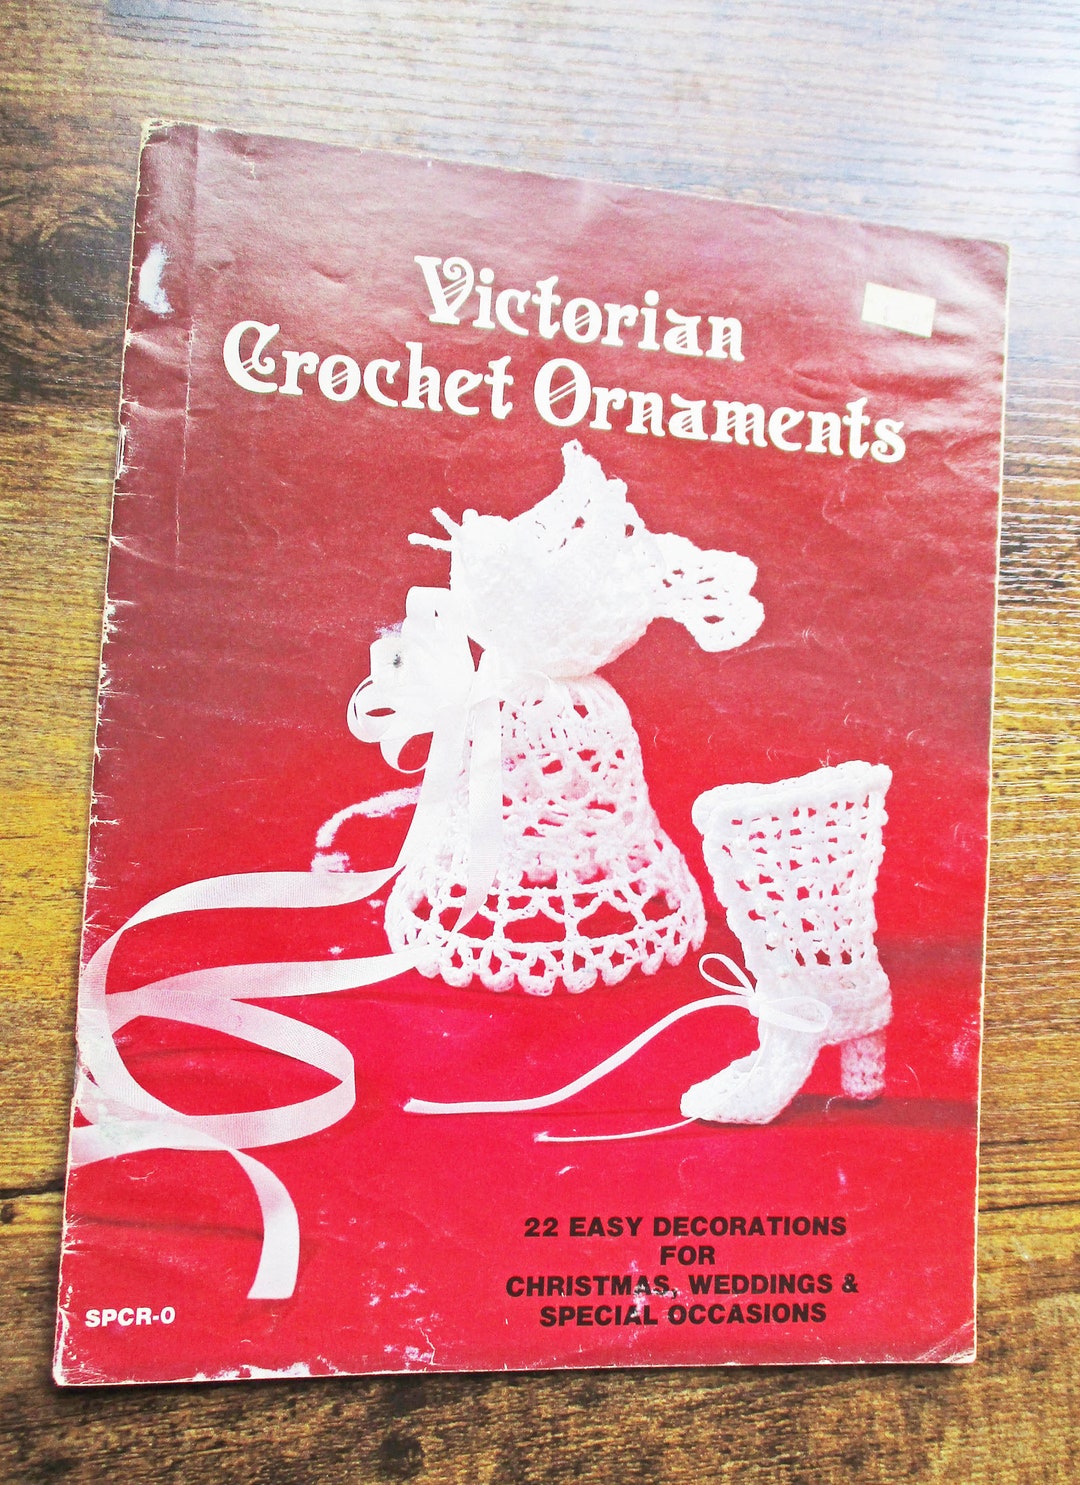 Victorian
Crochet Ornaments
22 EASY DECORATIONS
FOR
CHRISTMAS, WEDDINGS &
SPECIAL OCCASIONS
SPCR-0